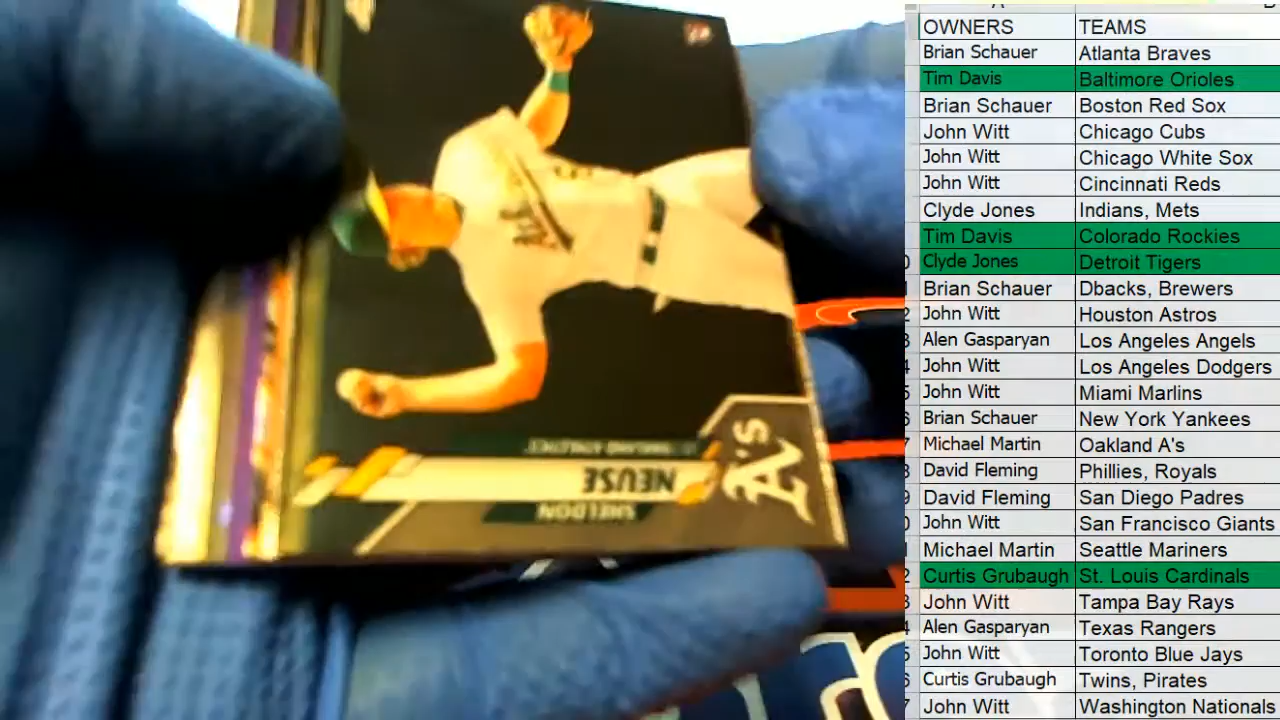 A'S
NEUSE
SHELDON
OWNERS TEAMS
Brian Schauer Atlanta Braves
Tim Davis Baltimore Orioles
Brian Schauer Boston Red Sox
John Witt Chicago Cubs
John Witt Chicago White Sox
John Witt Cincinnati Reds
Clyde Jones Indians, Mets
Tim Davis Colorado Rockies
Clyde Jones Detroit Tigers
Brian Schauer Dbacks, Brewers
John Witt Houston Astros
Alen Gasparyan Los Angeles Angels
John Witt Los Angeles Dodgers
John Witt Miami Marlins
Brian Schauer New York Yankees
Michael Martin Oakland A's
David Fleming Phillies, Royals
David Fleming San Diego Padres
John Witt San Francisco Giants
Michael Martin Seattle Mariners
Curtis Grubaugh St. Louis Cardinals
John Witt Tampa Bay Rays
Alen Gasparyan Texas Rangers
John Witt Toronto Blue Jays
Curtis Grubaugh Twins, Pirates
John Witt Washington Nationals